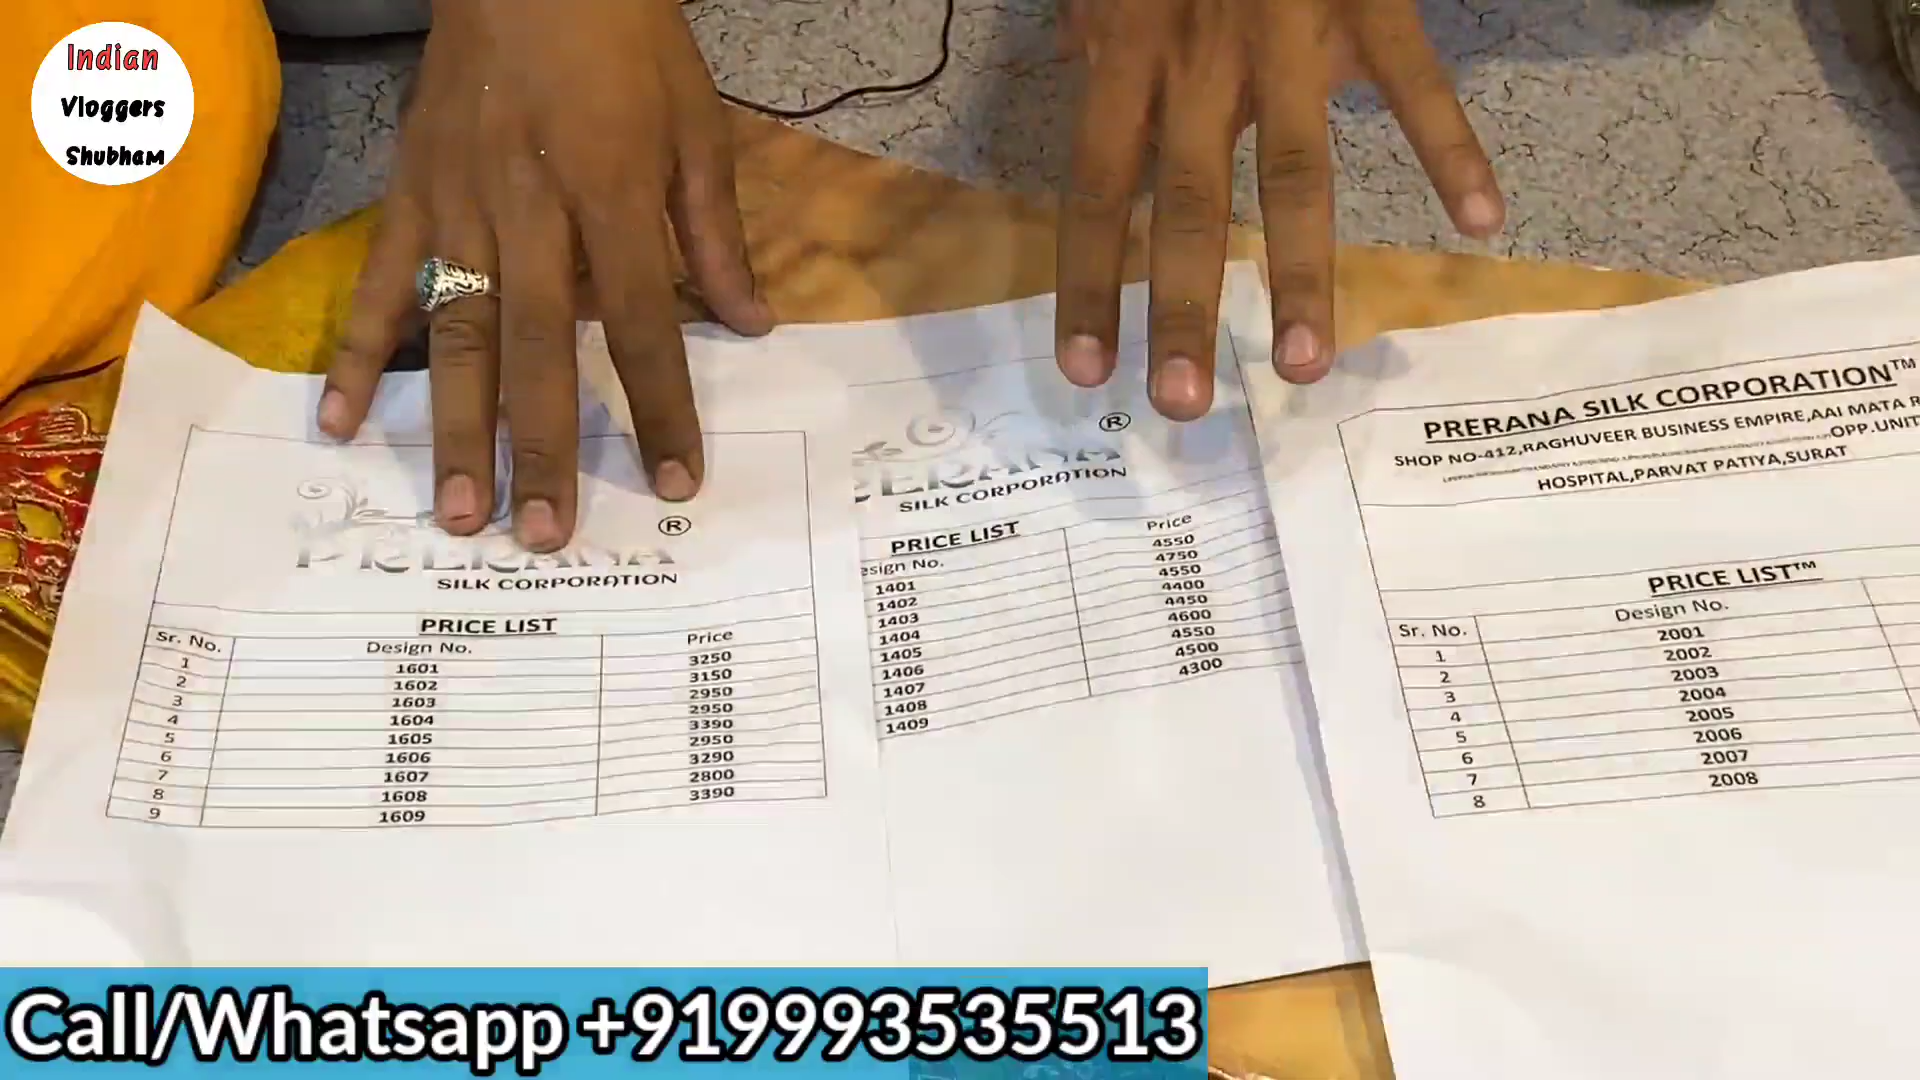 Indian
Vloggers
Shubham
PRERANA
®
SILK CORPORATION
PRICE LIST
Sr. No. Design No. Price
1 1601 3250
2 1602 3150
3 1603 2950
4 1604 2950
5 1605 3390
6 1606 2950
7 1607 3290
8 1608 2800
9 1609 3390
®
SILK CORPORATION
PRICE LIST
esign No. Price
1401 4550
1402 4750
1403 4550
1404 4400
1405 4450
1406 4600
1407 4550
1408 4500
1409 4300
PRERANA SILK CORPORATION™
SHOP NO-412,RAGHUVEER BUSINESS EMPIRE,AAI MATA R
OPP.UNIT
HOSPITAL,PARVAT PATIYA,SURAT
PRICE LIST™
Sr. No. Design No.
1 2001
2 2002
3 2003
4 2004
5 2005
6 2006
7 2007
8 2008
Call/Whatsapp +919993535513